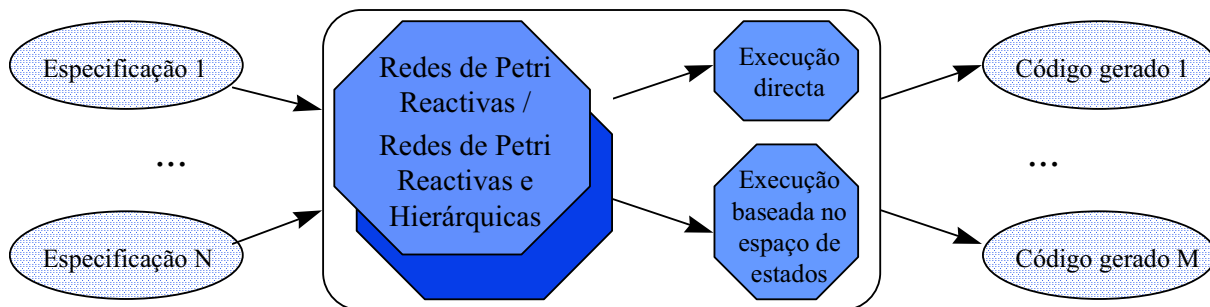 Especificação 1
...
Especificação N
Redes de Petri
Reactivas /
Redes de Petri
Reactivas e
Hierárquicas
Execução
directa
Execução
baseada no
espaço de
estados
Código gerado 1
...
Código gerado M